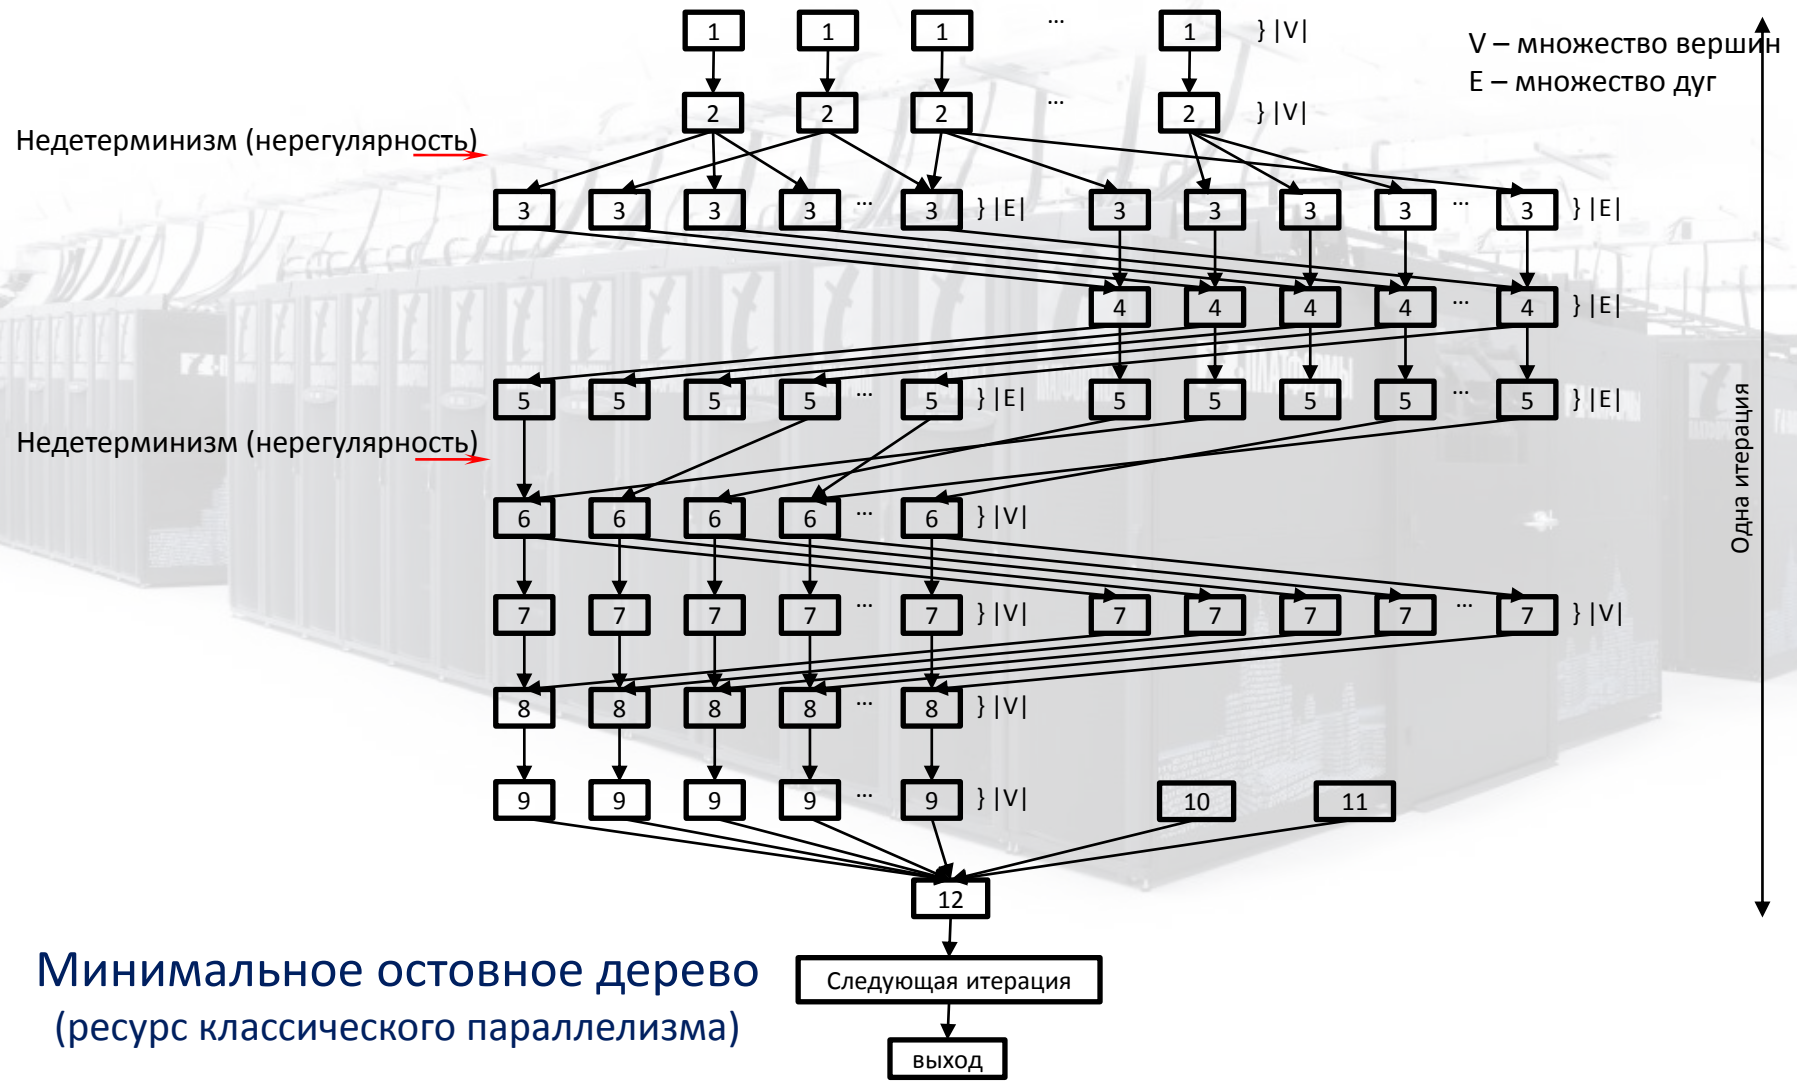 1 1 1 ... 1 } |V|
V – множество вершин
E – множество дуг
2 2 2 ... 2 } |V|
Недетерминизм (нерегулярность)
3 3 3 3 ... 3 } |E| 3 3 3 3 ... 3 } |E|
4 4 4 4 ... 4 } |E|
5 5 5 5 ... 5 } |E| 5 5 5 5 ... 5 } |E|
Недетерминизм (нерегулярность)
6 6 6 6 ... 6 } |V|
7 7 7 7 ... 7 } |V| 7 7 7 7 ... 7 } |V|
8 8 8 8 ... 8 } |V|
9 9 9 9 ... 9 } |V| 10 11
12
Одна итерация
Минимальное остовное дерево
(ресурс классического параллелизма)
Следующая итерация
выход